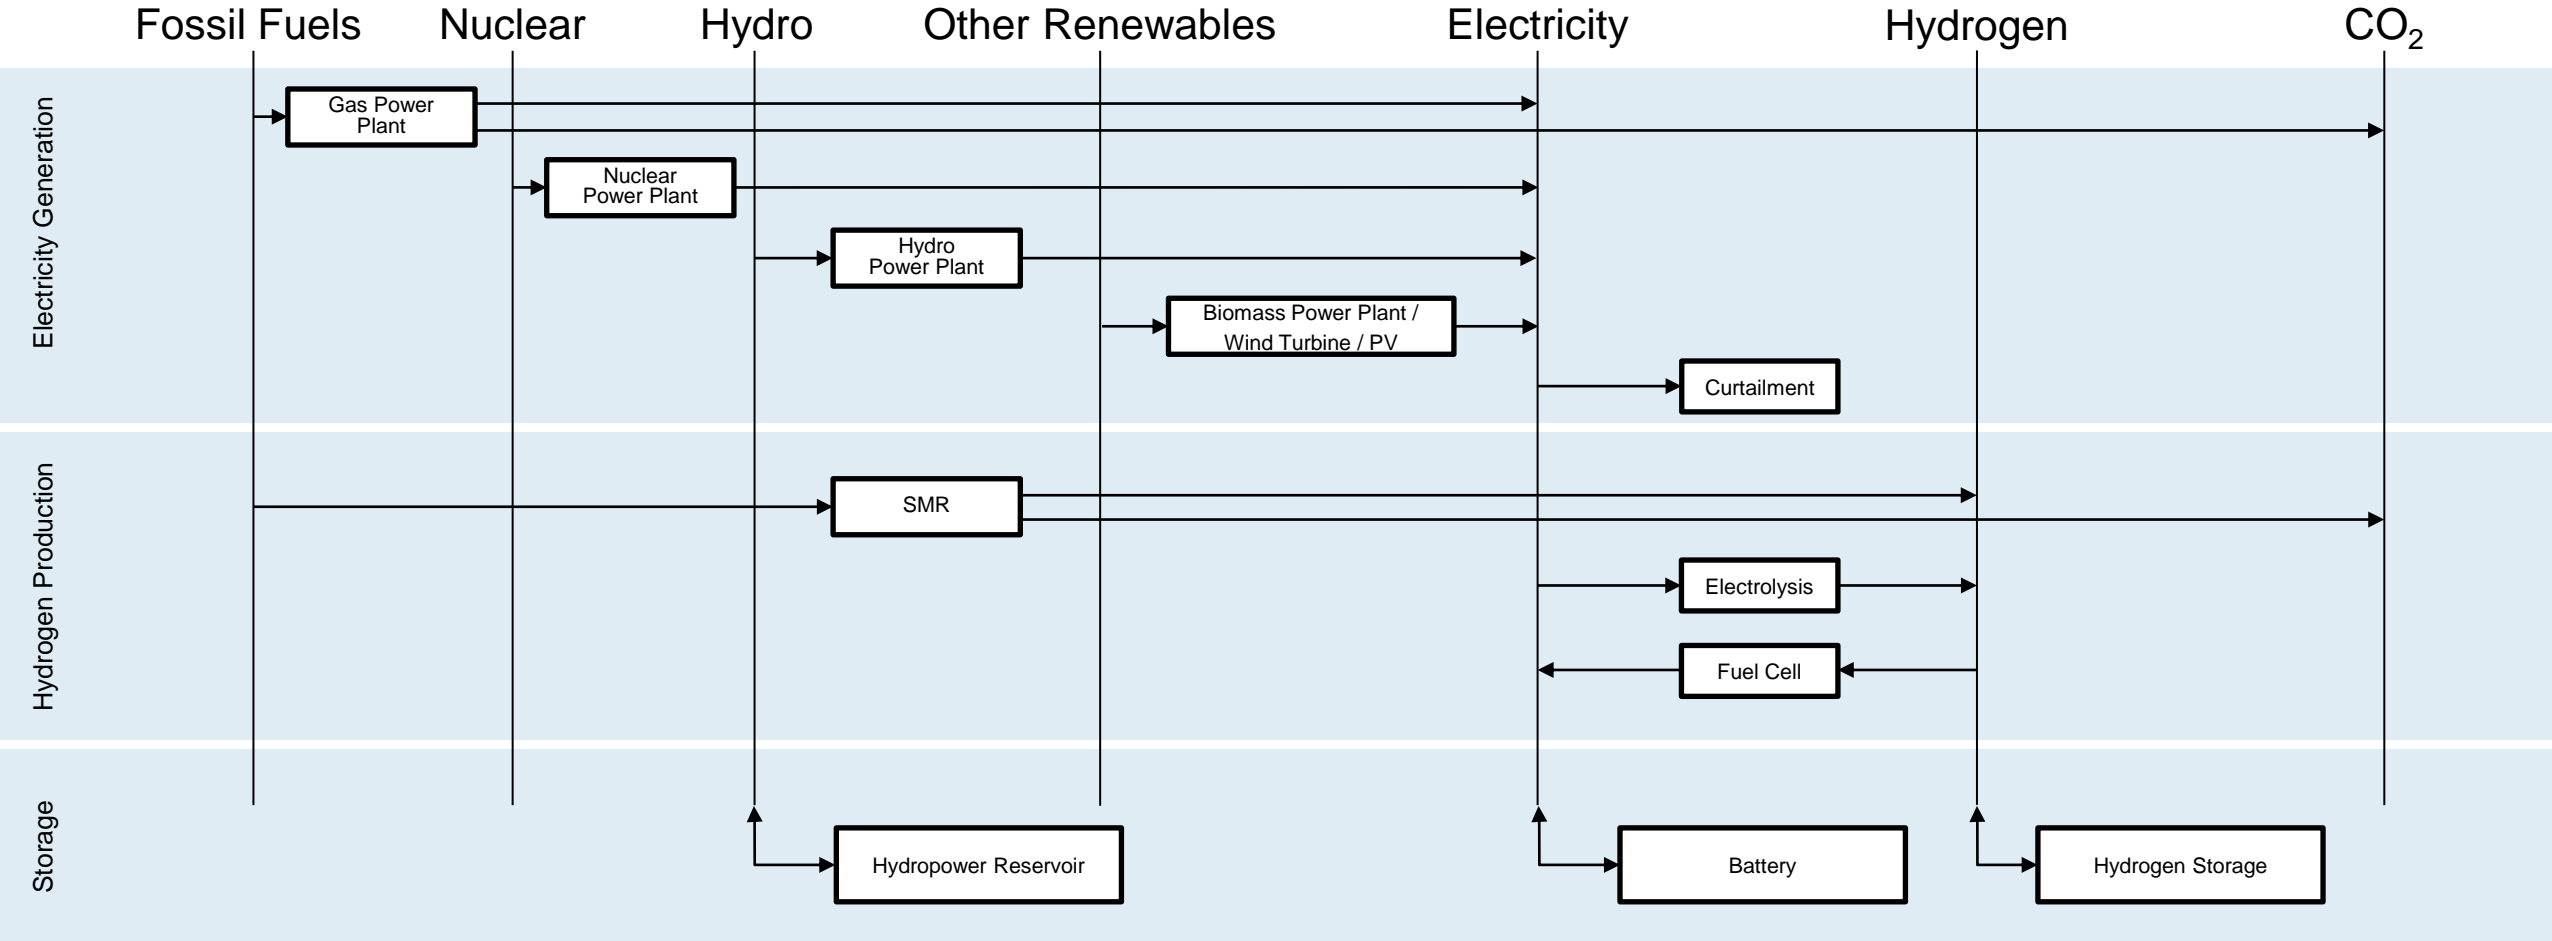 Fossil Fuels
Nuclear
Hydro
Other Renewables
Electricity
Hydrogen
CO₂
Electricity Generation
Gas Power
Plant
Nuclear
Power Plant
Hydro
Power Plant
Biomass Power Plant /
Wind Turbine / PV
Curtailment
Hydrogen Production
SMR
Electrolysis
Fuel Cell
Storage
Hydropower Reservoir
Battery
Hydrogen Storage